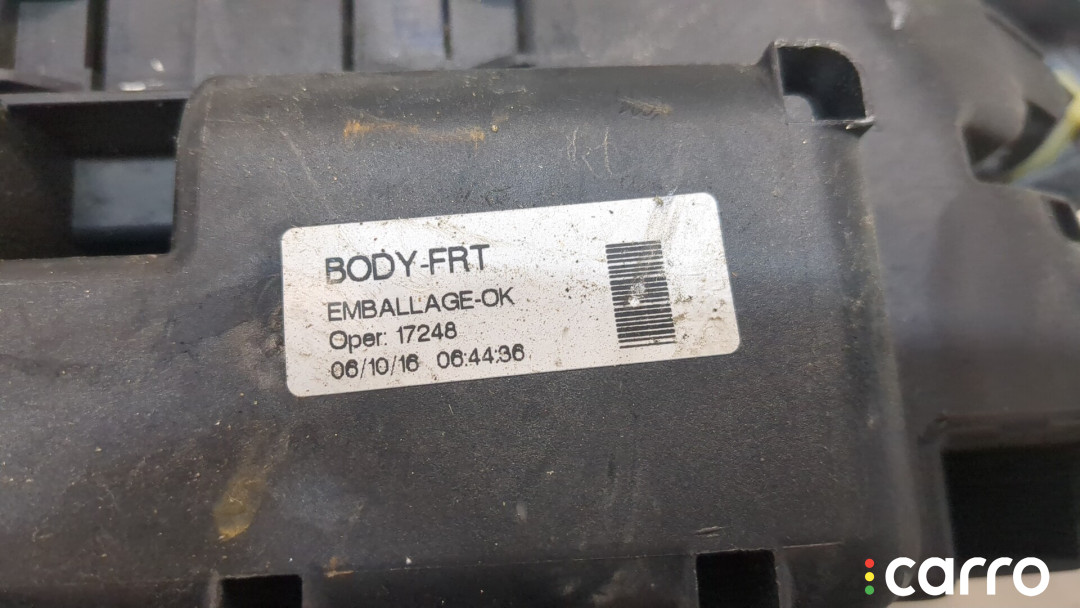 BODY-FRT
EMBALLAGE-OK
Oper: 17248
06/10/16 06:44:36
carro